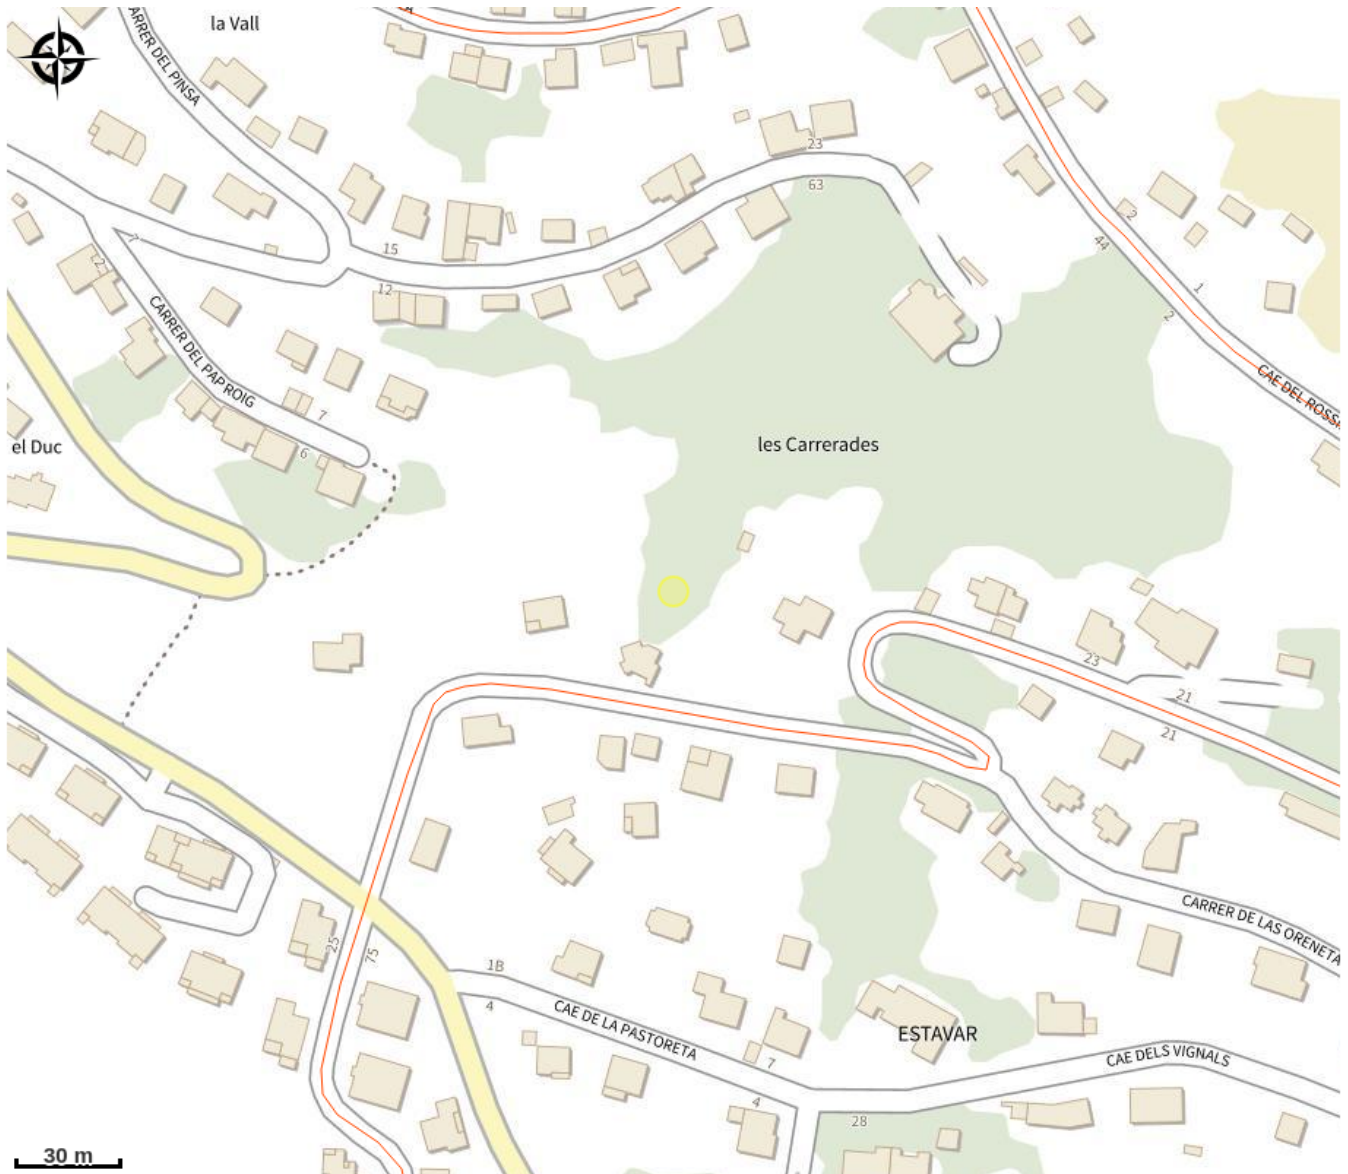 la Vall
CARRER DEL PINSA
23
63
2
44
15
7
2
12
1
2
CARRER DEL PAP ROIG
CAE DEL ROSSI
7
el Duc
6
les Carrerades
23
21
21
CARRER DE LAS ORENETA
25
75
1B
4
CAE DE LA PASTORETA
ESTAVAR
7
CAE DELS VIGNALS
4
28
30 m